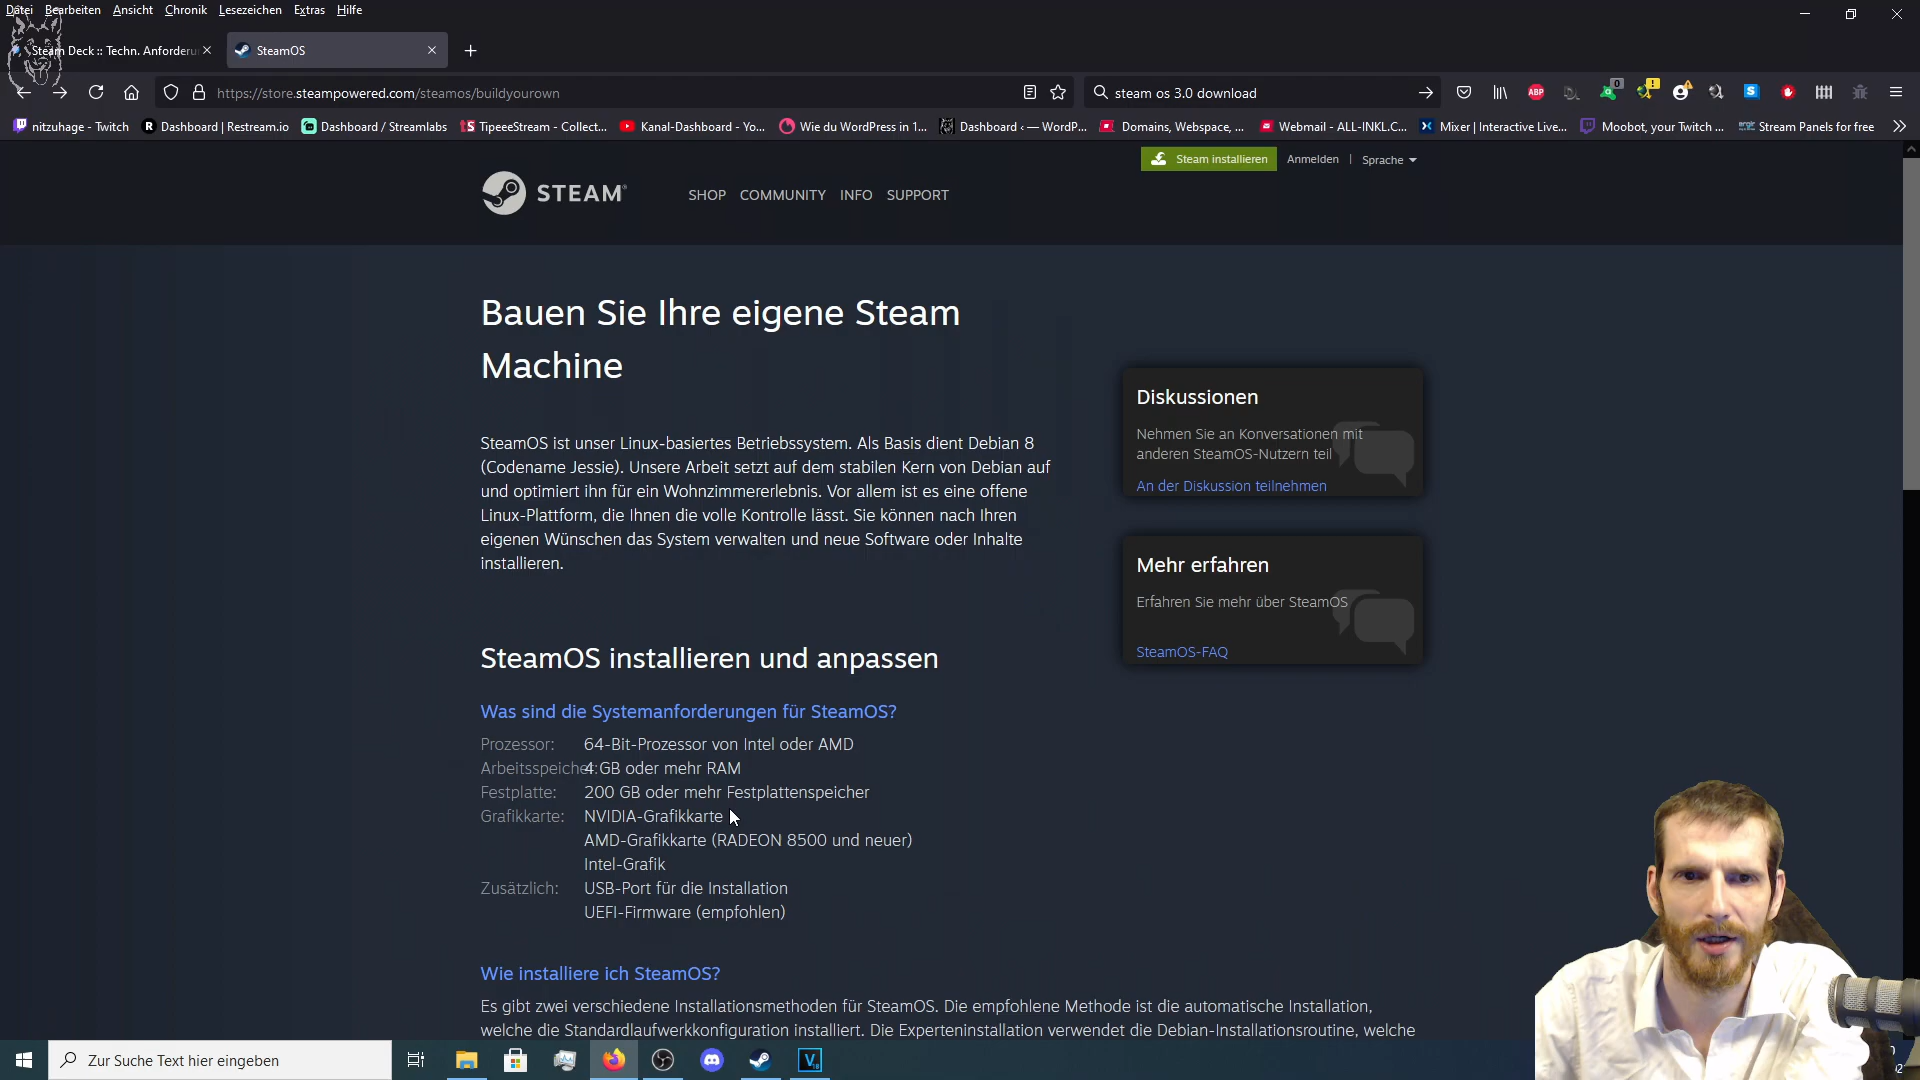 Datei Bearbeiten Ansicht Chronik Lesezeichen Extras Hilfe
Steam Deck :: Techn. Anforderu
SteamOS
https://store.steampowered.com/steamos/buildyourown
steam os 3.0 download
ABP
0
nitzuhage - Twitch
Dashboard | Restream.io
Dashboard / Streamlabs
TipeeeStream - Collect...
Kanal-Dashboard - Yo...
Wie du WordPress in 1...
Dashboard ‹ — WordP...
Domains, Webspace, ...
Webmail - ALL-INKL.C...
Mixer | Interactive Live...
Moobot, your Twitch ...
Stream Panels for free
Steam installieren Anmelden | Sprache
STEAM®
SHOP COMMUNITY INFO SUPPORT
Bauen Sie Ihre eigene Steam
Machine
SteamOS ist unser Linux-basiertes Betriebssystem. Als Basis dient Debian 8
(Codename Jessie). Unsere Arbeit setzt auf dem stabilen Kern von Debian auf
und optimiert ihn für ein Wohnzimmererlebnis. Vor allem ist es eine offene
Linux-Plattform, die Ihnen die volle Kontrolle lässt. Sie können nach Ihren
eigenen Wünschen das System verwalten und neue Software oder Inhalte
installieren.
Diskussionen
Nehmen Sie an Konversationen mit
anderen SteamOS-Nutzern teil
An der Diskussion teilnehmen
Mehr erfahren
Erfahren Sie mehr über SteamOS
SteamOS-FAQ
SteamOS installieren und anpassen
Was sind die Systemanforderungen für SteamOS?
Prozessor: 64-Bit-Prozessor von Intel oder AMD
Arbeitsspeicher: 4 GB oder mehr RAM
Festplatte: 200 GB oder mehr Festplattenspeicher
Grafikkarte: NVIDIA-Grafikkarte
AMD-Grafikkarte (RADEON 8500 und neuer)
Intel-Grafik
Zusätzlich: USB-Port für die Installation
UEFI-Firmware (empfohlen)
Wie installiere ich SteamOS?
Es gibt zwei verschiedene Installationsmethoden für SteamOS. Die empfohlene Methode ist die automatische Installation,
welche die Standardlaufwerkkonfiguration installiert. Die Experteninstallation verwendet die Debian-Installationsroutine, welche
Zur Suche Text hier eingeben